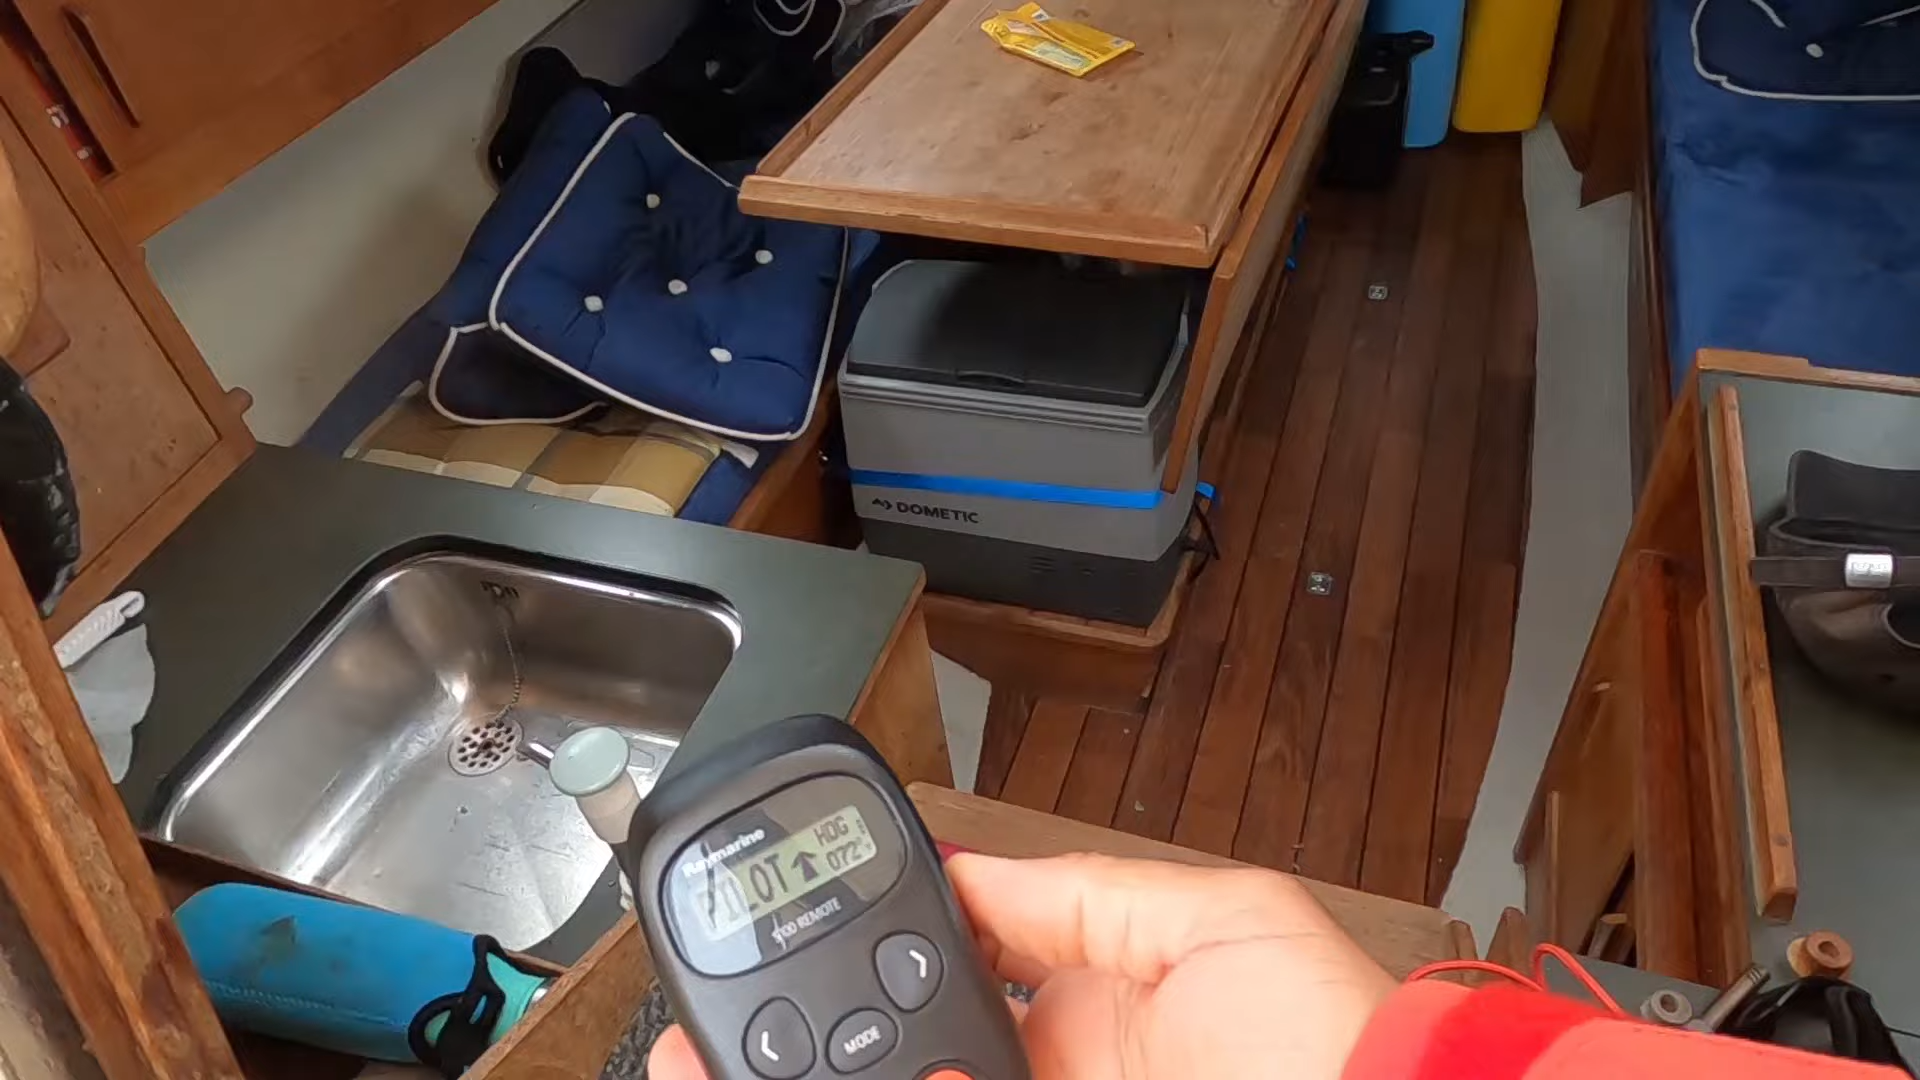 DOMETIC
Raymarine
PILOT
HDG
072°
S100 REMOTE
MODE